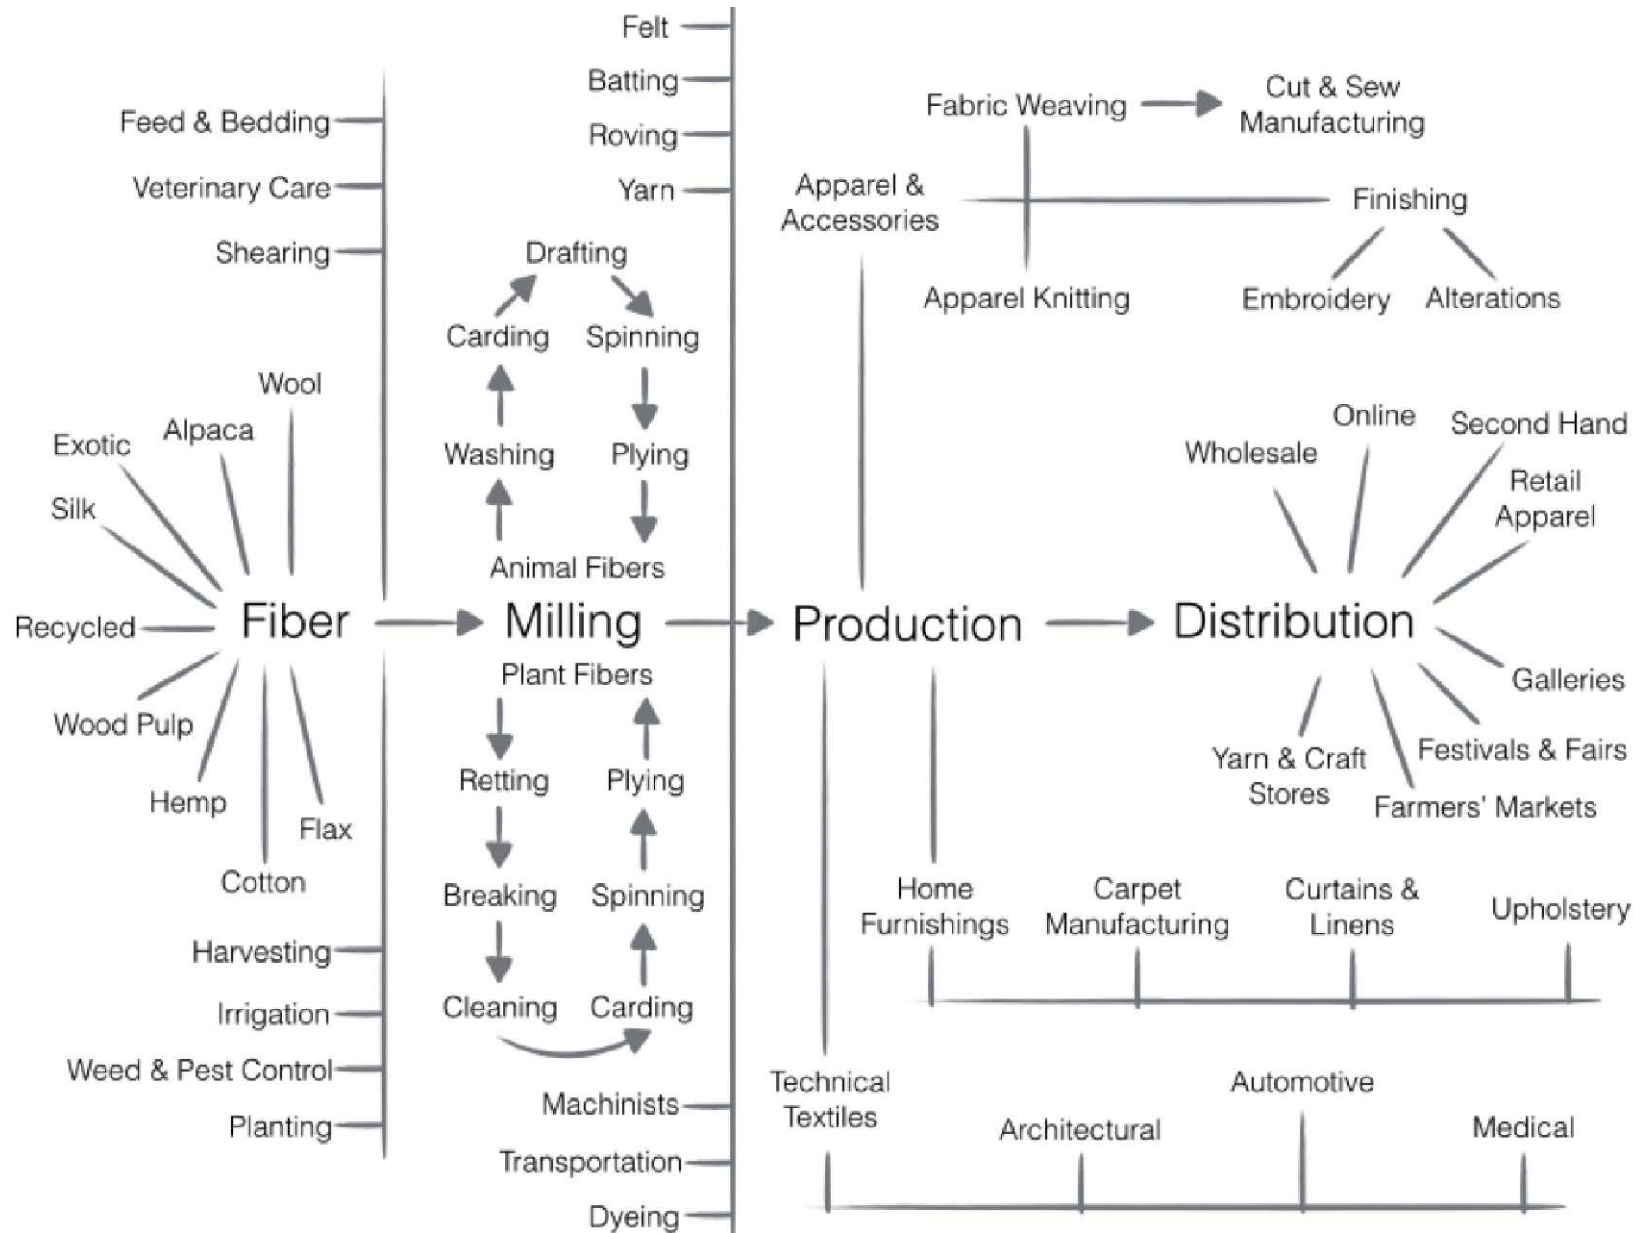 Felt
Batting
Roving
Yarn
Feed & Bedding
Veterinary Care
Shearing
Drafting
Carding
Spinning
Washing
Plying
Animal Fibers
Wool
Alpaca
Exotic
Silk
Recycled
Fiber
Milling
Production
Distribution
Wood Pulp
Hemp
Cotton
Flax
Plant Fibers
Retting
Plying
Breaking
Spinning
Cleaning
Carding
Harvesting
Irrigation
Weed & Pest Control
Planting
Machinists
Transportation
Dyeing
Fabric Weaving
Cut & Sew
Manufacturing
Apparel &
Accessories
Finishing
Apparel Knitting
Embroidery
Alterations
Wholesale
Online
Second Hand
Retail
Apparel
Galleries
Festivals & Fairs
Farmers' Markets
Yarn & Craft
Stores
Home
Furnishings
Carpet
Manufacturing
Curtains &
Linens
Upholstery
Technical
Textiles
Architectural
Automotive
Medical